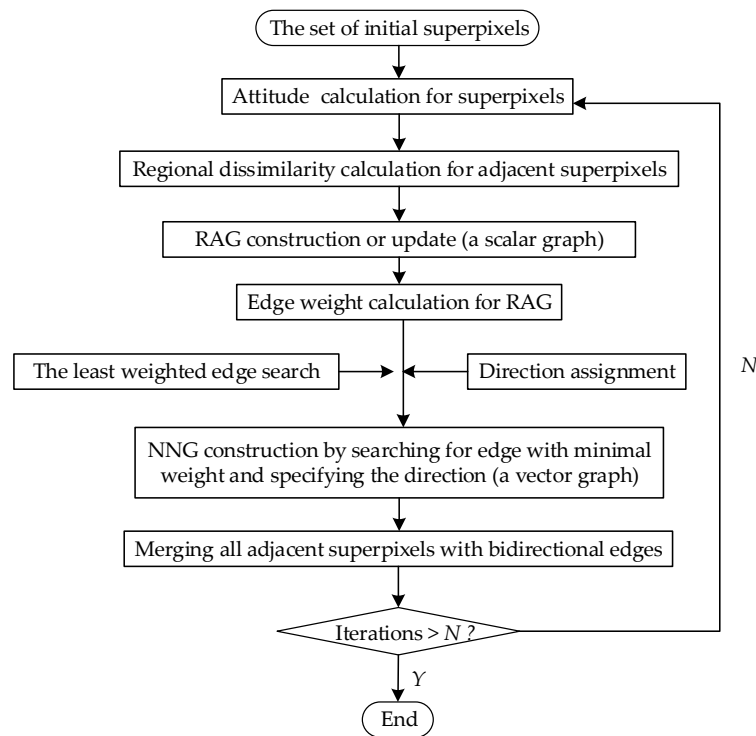 The set of initial superpixels
Attitude calculation for superpixels
Regional dissimilarity calculation for adjacent superpixels
RAG construction or update (a scalar graph)
Edge weight calculation for RAG
The least weighted edge search
Direction assignment
N
NNG construction by searching for edge with minimal
weight and specifying the direction (a vector graph)
Merging all adjacent superpixels with bidirectional edges
Iterations > N ?
Y
End